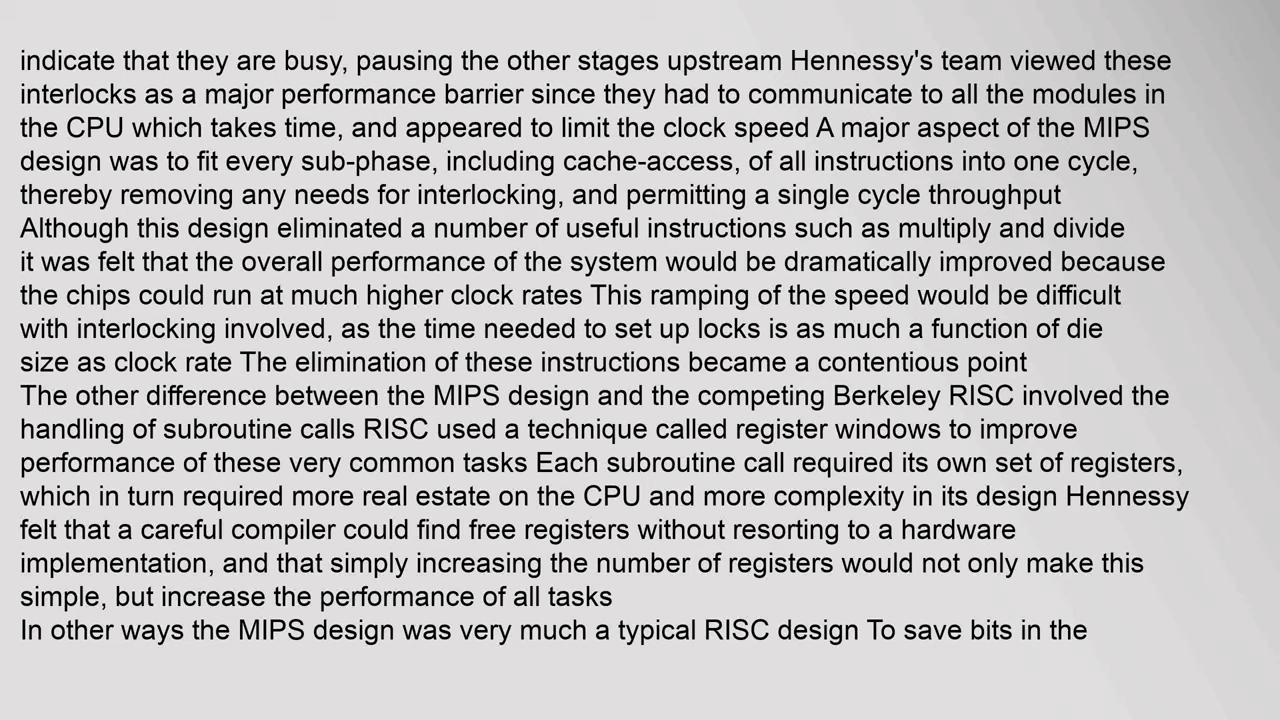 indicate that they are busy, pausing the other stages upstream Hennessy's team viewed these
interlocks as a major performance barrier since they had to communicate to all the modules in
the CPU which takes time, and appeared to limit the clock speed A major aspect of the MIPS
design was to fit every sub-phase, including cache-access, of all instructions into one cycle,
thereby removing any needs for interlocking, and permitting a single cycle throughput
Although this design eliminated a number of useful instructions such as multiply and divide
it was felt that the overall performance of the system would be dramatically improved because
the chips could run at much higher clock rates This ramping of the speed would be difficult
with interlocking involved, as the time needed to set up locks is as much a function of die
size as clock rate The elimination of these instructions became a contentious point
The other difference between the MIPS design and the competing Berkeley RISC involved the
handling of subroutine calls RISC used a technique called register windows to improve
performance of these very common tasks Each subroutine call required its own set of registers,
which in turn required more real estate on the CPU and more complexity in its design Hennessy
felt that a careful compiler could find free registers without resorting to a hardware
implementation, and that simply increasing the number of registers would not only make this
simple, but increase the performance of all tasks
In other ways the MIPS design was very much a typical RISC design To save bits in the